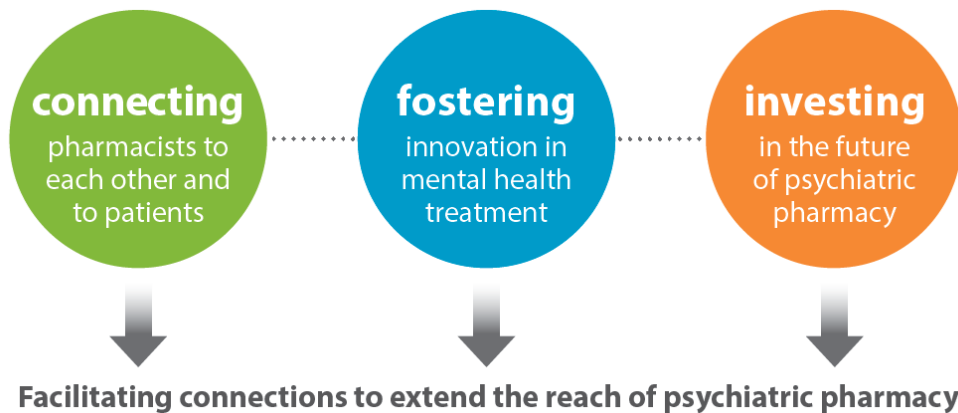 connecting
pharmacists to
each other and
to patients
fostering
innovation in
mental health
treatment
investing
in the future
of psychiatric
pharmacy
Facilitating connections to extend the reach of psychiatric pharmacy